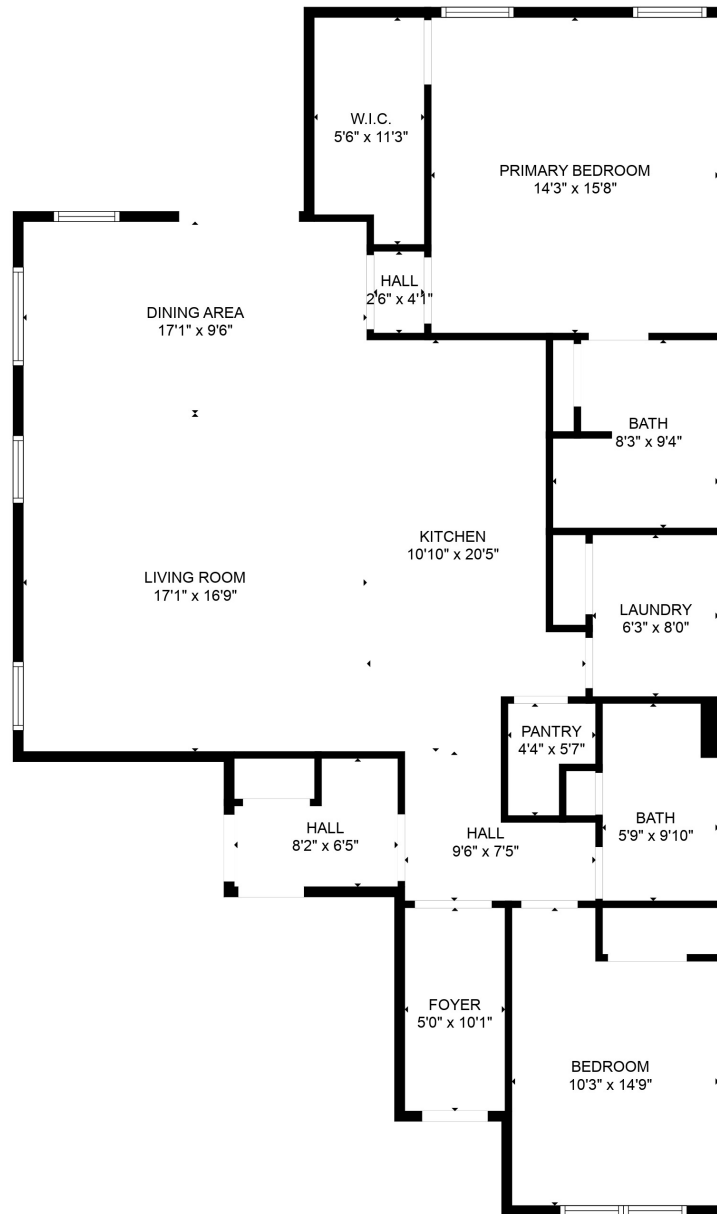 W.I.C.
5'6" x 11'3"
PRIMARY BEDROOM
14'3" x 15'8"
HALL
2'6" x 4'1"
DINING AREA
17'1" x 9'6"
BATH
8'3" x 9'4"
KITCHEN
10'10" x 20'5"
LIVING ROOM
17'1" x 16'9"
LAUNDRY
6'3" x 8'0"
PANTRY
4'4" x 5'7"
HALL
8'2" x 6'5"
HALL
9'6" x 7'5"
BATH
5'9" x 9'10"
FOYER
5'0" x 10'1"
BEDROOM
10'3" x 14'9"